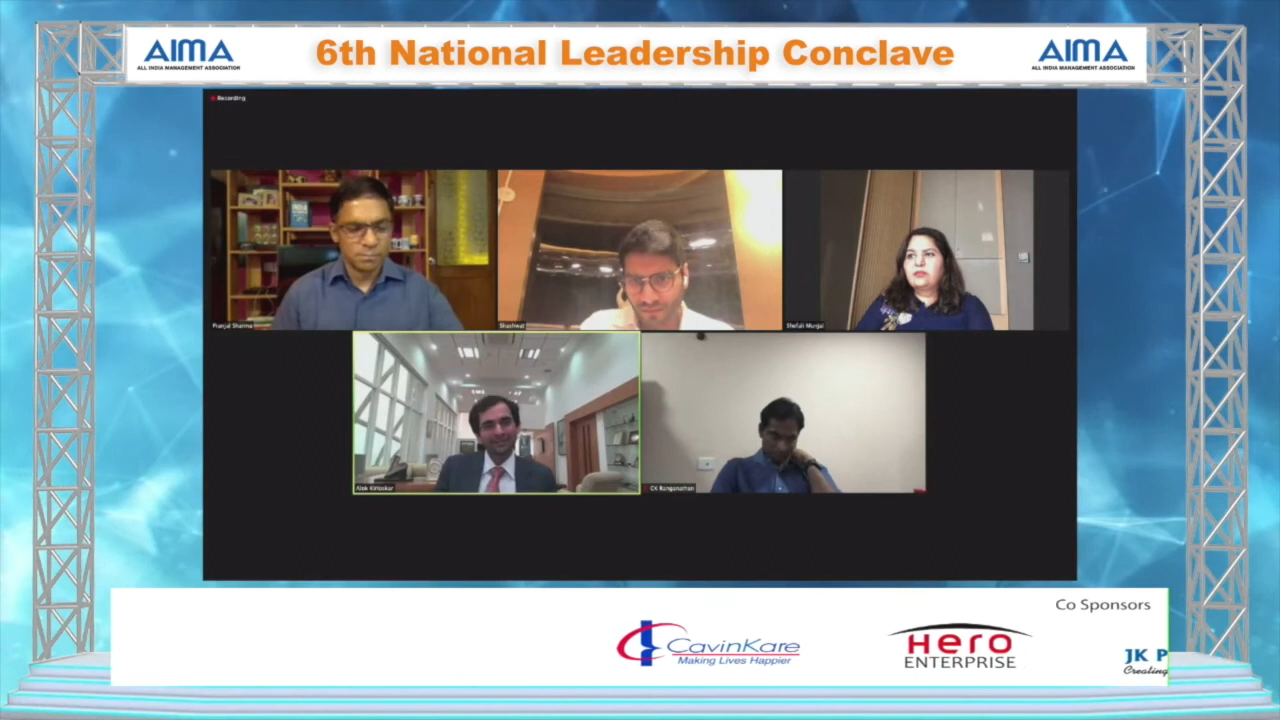 AIMA
ALL INDIA MANAGEMENT ASSOCIATION
6th National Leadership Conclave
AIMA
ALL INDIA MANAGEMENT ASSOCIATION
Recording
Pranjal Sharma
Shashwat
Shefali Munjal
Alok Kirloskar
CK Ranganathan
Co Sponsors
CavinKare
Making Lives Happier
Hero
ENTERPRISE
JK P
Creating